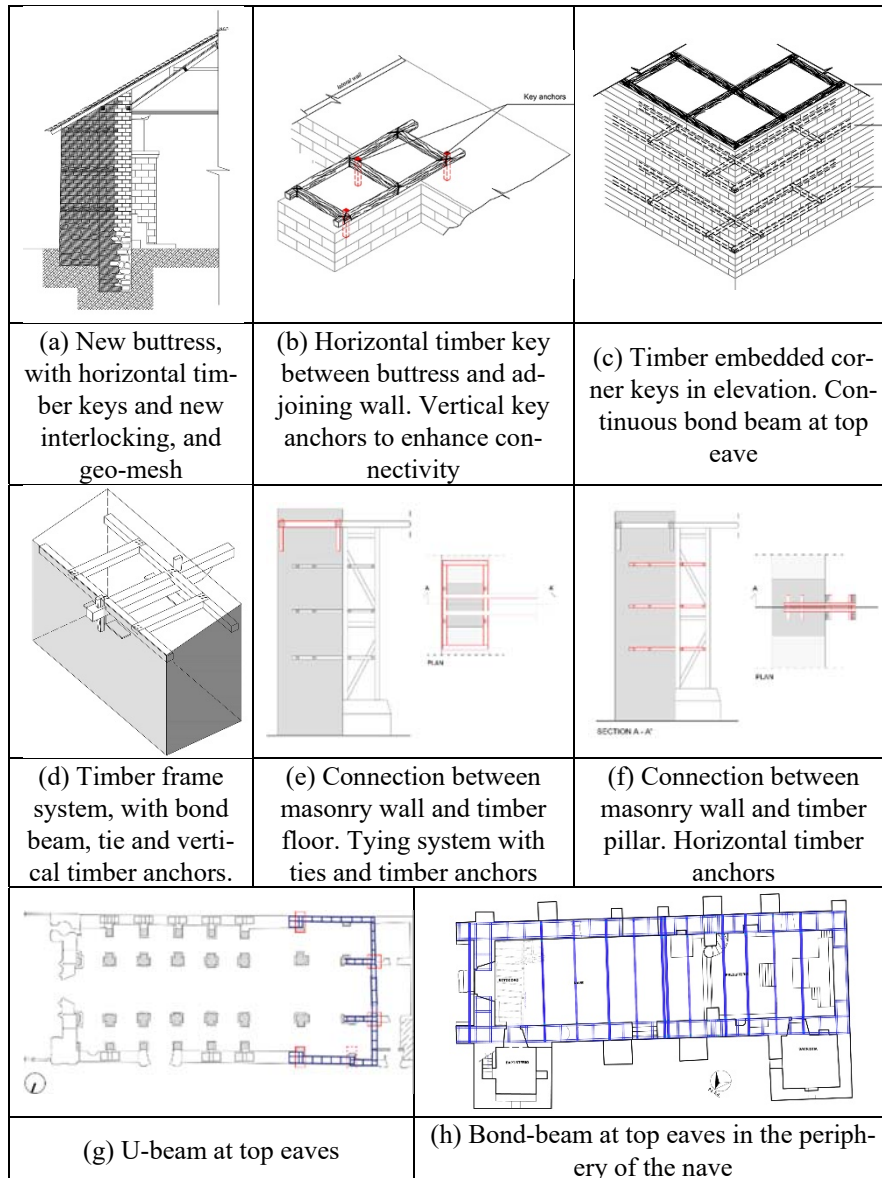 lateral wall
Key anchors
(a) New buttress,
with horizontal tim-
ber keys and new
interlocking, and
geo-mesh
(b) Horizontal timber
key between buttress and ad-
joining wall. Vertical key
anchors to enhance con-
nectivity
(c) Timber embedded cor-
ner keys in elevation. Con-
tinuous bond beam at top
eave
A
A'
PLAN
A
A'
PLAN
SECTION A - A'
(d) Timber frame
system, with bond
beam, tie and verti-
cal timber anchors.
(e) Connection between
masonry wall and timber
floor. Tying system with
ties and timber anchors
(f) Connection between
masonry wall and timber
pillar. Horizontal timber
anchors
(g) U-beam at top eaves
(h) Bond-beam at top eaves in the periph-
ery of the nave